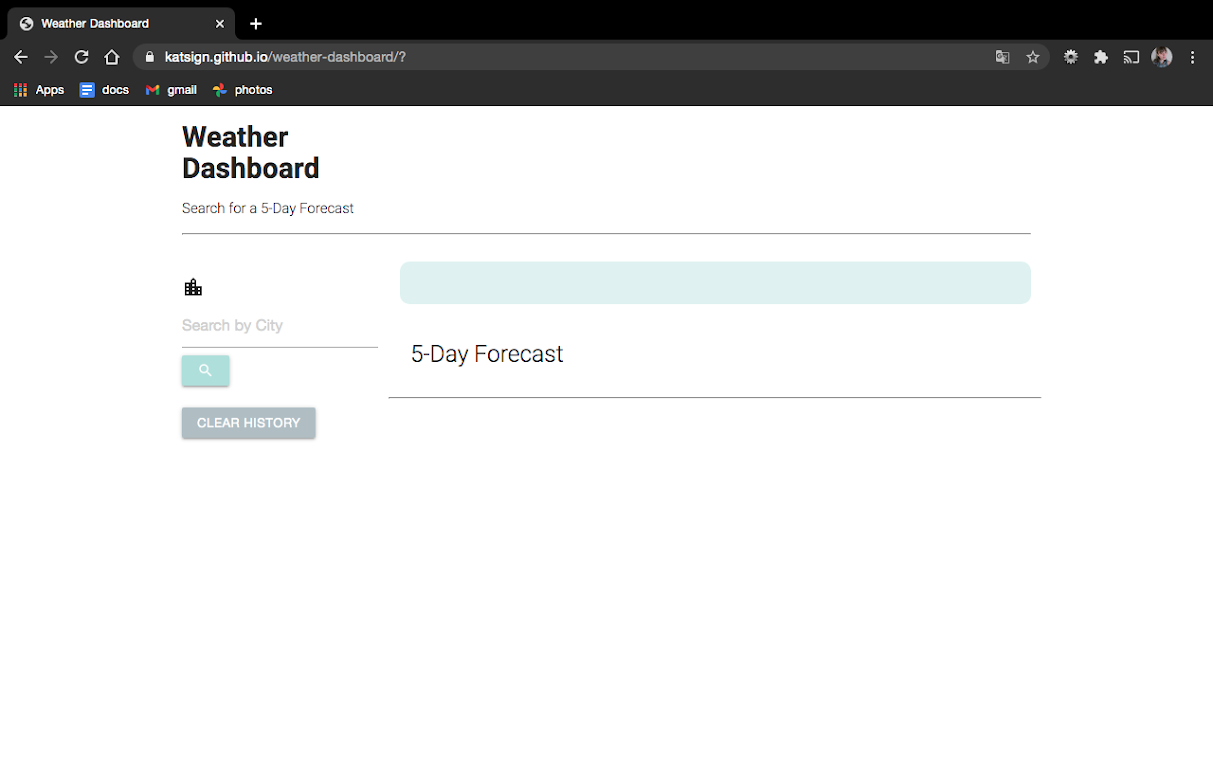 Weather Dashboard
katsign.github.io/weather-dashboard/?
Apps docs gmail photos
Weather
Dashboard
Search for a 5-Day Forecast
Search by City
5-Day Forecast
CLEAR HISTORY